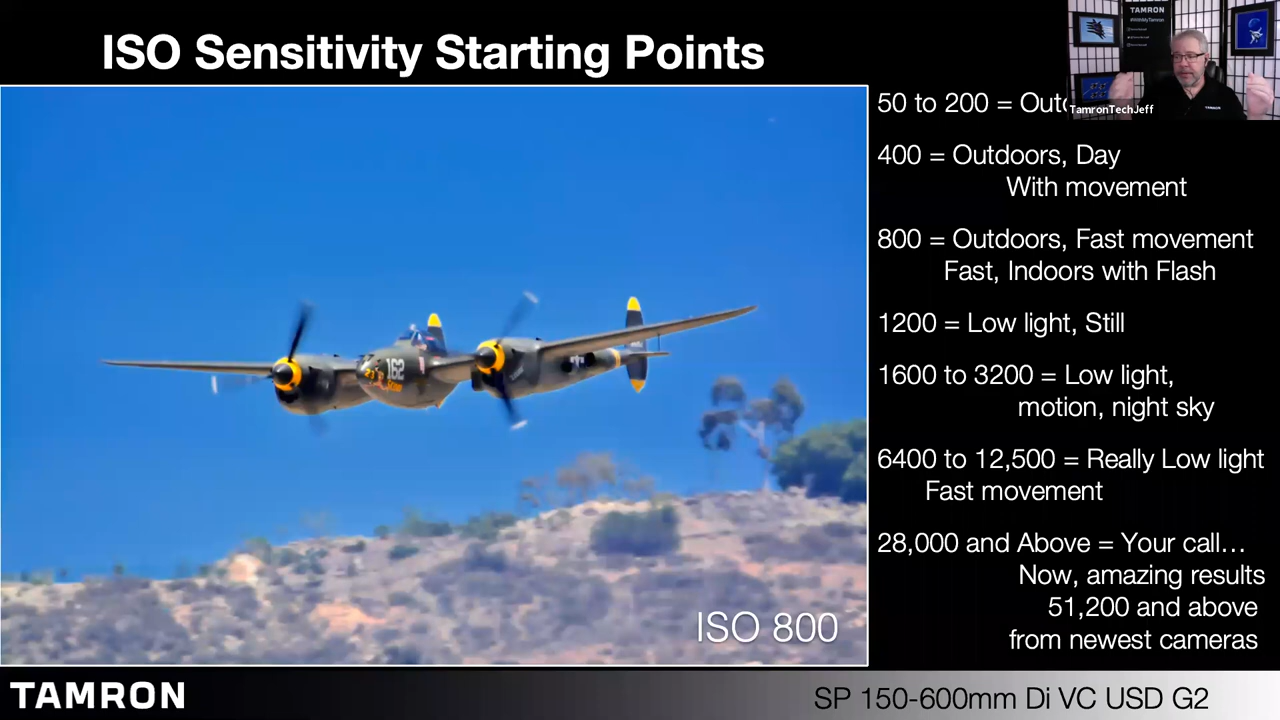 ISO Sensitivity Starting Points
TAMRON
TamronTechJeff
50 to 200 =
400 = Outdoors, Day
With movement
800 = Outdoors, Fast movement
Fast, Indoors with Flash
1200 = Low light, Still
1600 to 3200 = Low light,
motion, night sky
6400 to 12,500 = Really Low light
Fast movement
28,000 and Above = Your call…
Now, amazing results
51,200 and above
from newest cameras
162
ISO 800
TAMRON
SP 150-600mm Di VC USD G2